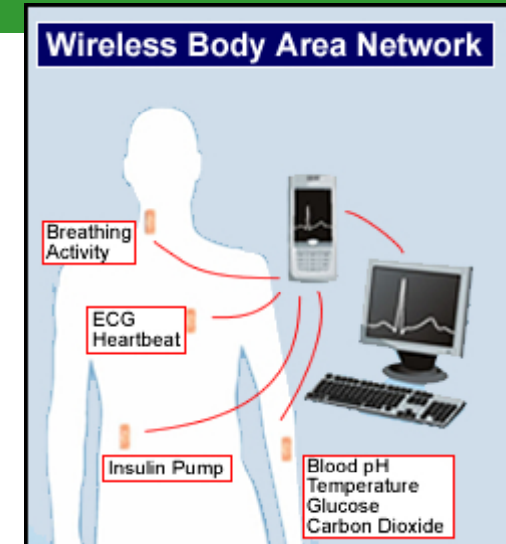 Wireless Body Area Network
Breathing
Activity
ECG
Heartbeat
Insulin Pump
Blood pH
Temperature
Glucose
Carbon Dioxide